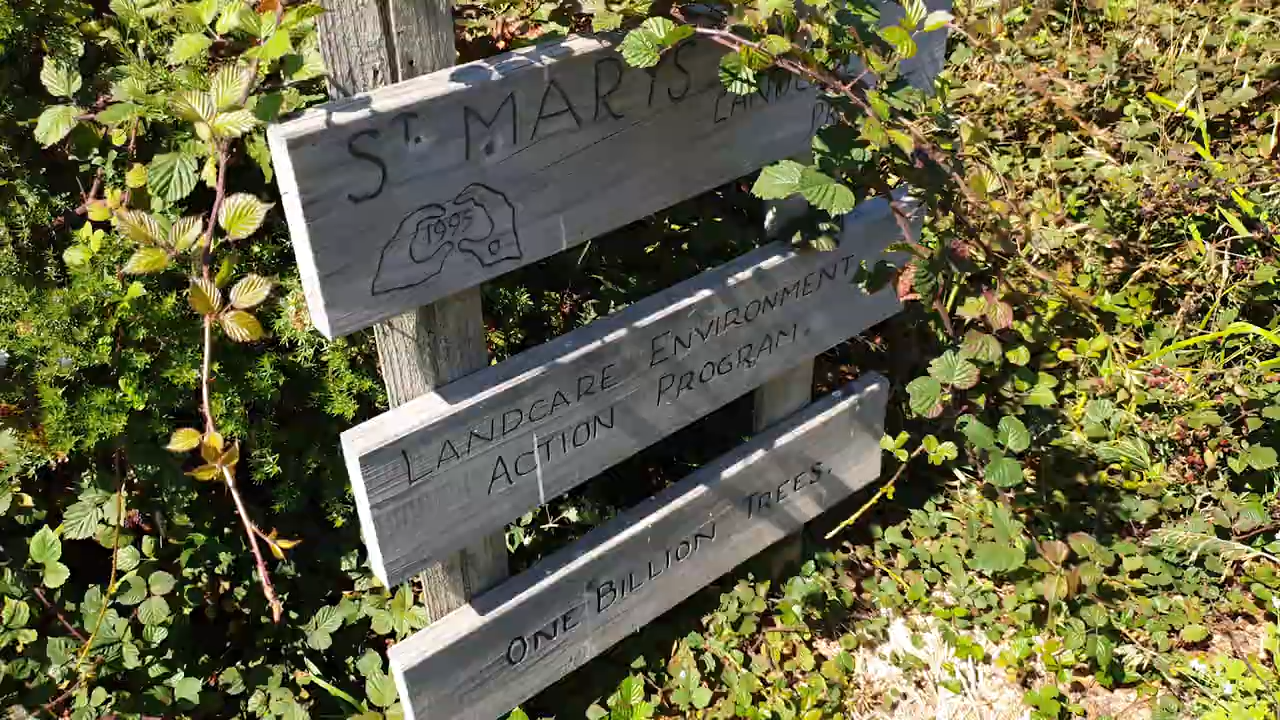 ST. MARYS
1995
LANDCARE ENVIRONMENT
ACTION PROGRAM.
ONE BILLION TREES.